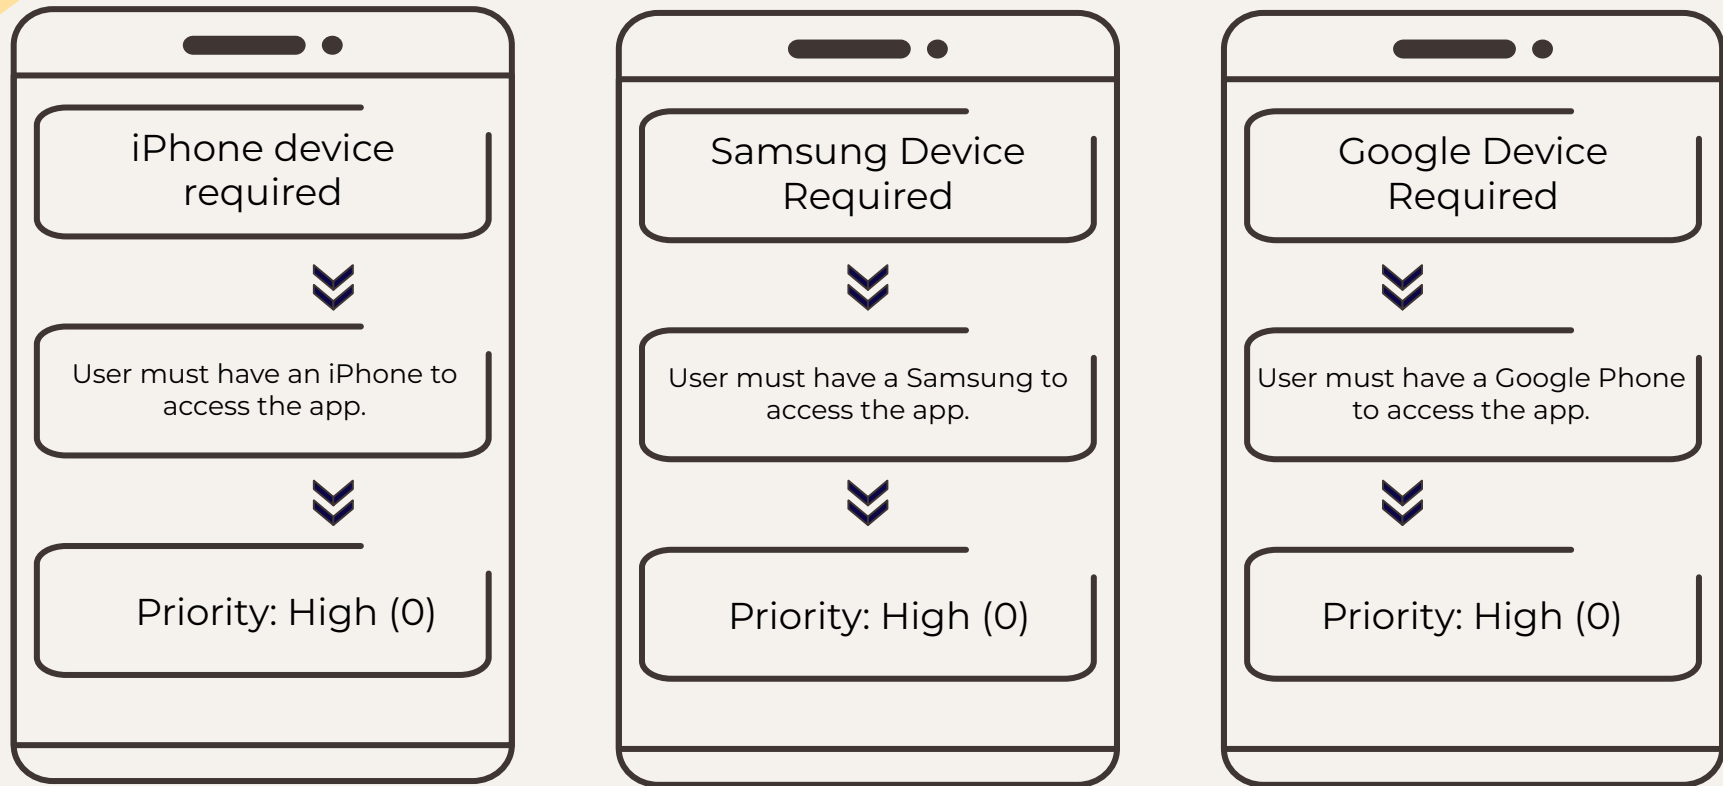 iPhone device
required
User must have an iPhone to
access the app.
Priority: High (0)
Samsung Device
Required
User must have a Samsung to
access the app.
Priority: High (0)
Google Device
Required
User must have a Google Phone
to access the app.
Priority: High (0)